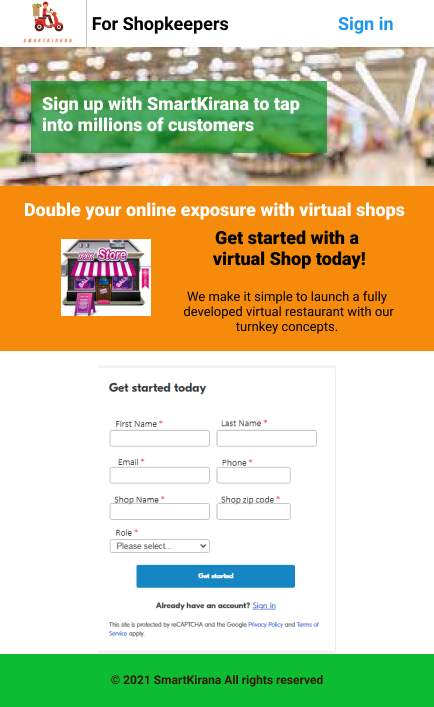 SMARTKIRANA
For Shopkeepers
Sign in
Sign up with SmartKirana to tap
into millions of customers
Double your online exposure with virtual shops
Store
Get started with a
virtual Shop today!
We make it simple to launch a fully
developed virtual restaurant with our
turnkey concepts.
Get started today
First Name *
Last Name *
Email *
Phone *
Shop Name *
Shop zip code *
Role *
Please select...
Get started
Already have an account? Sign in
This site is protected by reCAPTCHA and the Google Privacy Policy and Terms of
Service apply.
© 2021 SmartKirana All rights reserved